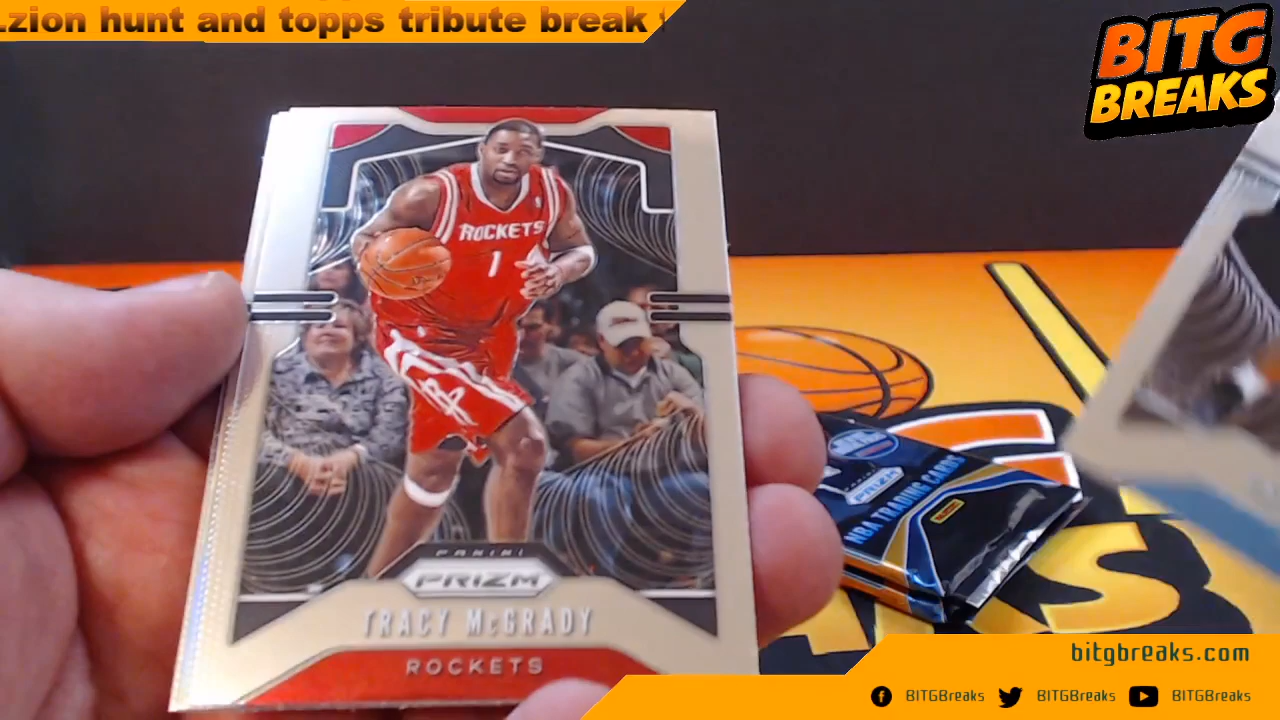 .zion hunt and topps tribute break
BITG
BREAKS
ROCKETS
1
PANINI
PRIZM
TRACY McGRADY
ROCKETS
PRIZM
NBA TRADING CARDS
bitgbreaks.com
BITGBreaks
BITGBreaks
BITGBreaks